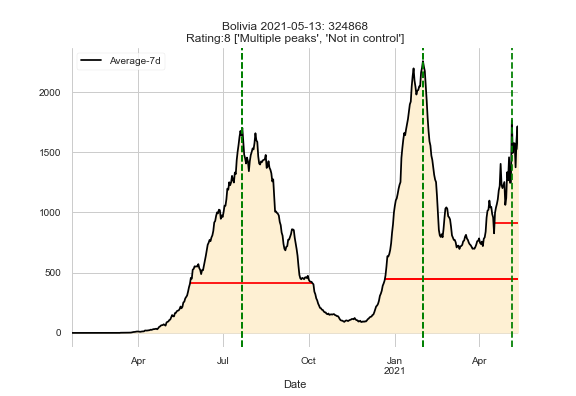 Bolivia 2021-05-13: 324868
Rating:8 ['Multiple peaks', 'Not in control']
Average-7d
2000
1500
1000
500
0
Apr Jul Oct Jan Apr
2021
Date